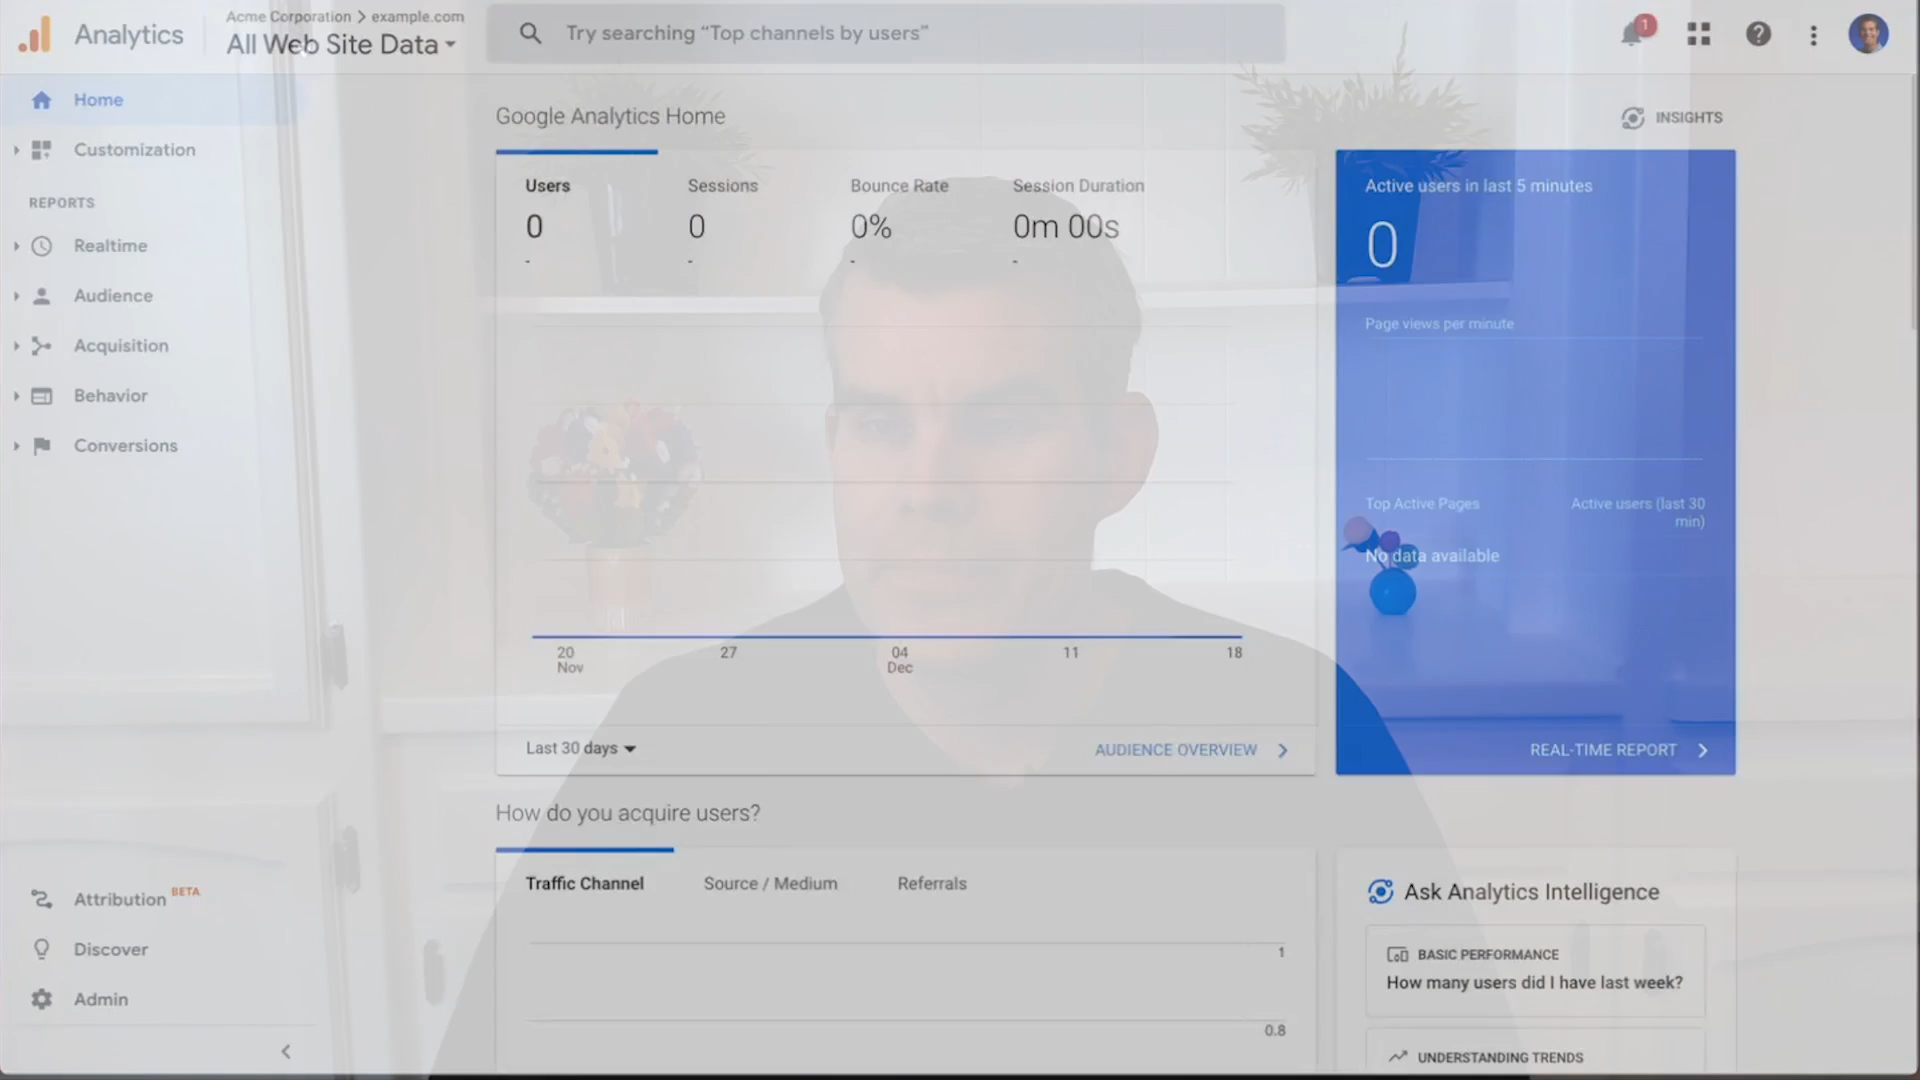 Analytics
Acme Corporation > example.com
All Web Site Data
Try searching “Top channels by users”
1
Home
Customization
REPORTS
Realtime
Audience
Acquisition
Behavior
Conversions
Attribution BETA
Discover
Admin
Google Analytics Home
INSIGHTS
Users
0
-
Sessions
0
-
Bounce Rate
0%
-
Session Duration
0m 00s
-
20
Nov
27
04
Dec
11
18
Last 30 days
AUDIENCE OVERVIEW
Active users in last 5 minutes
0
Page views per minute
Top Active Pages
Active users (last 30
min)
No data available
REAL-TIME REPORT
How do you acquire users?
Traffic Channel
Source / Medium
Referrals
1
0.8
Ask Analytics Intelligence
BASIC PERFORMANCE
How many users did I have last week?
UNDERSTANDING TRENDS